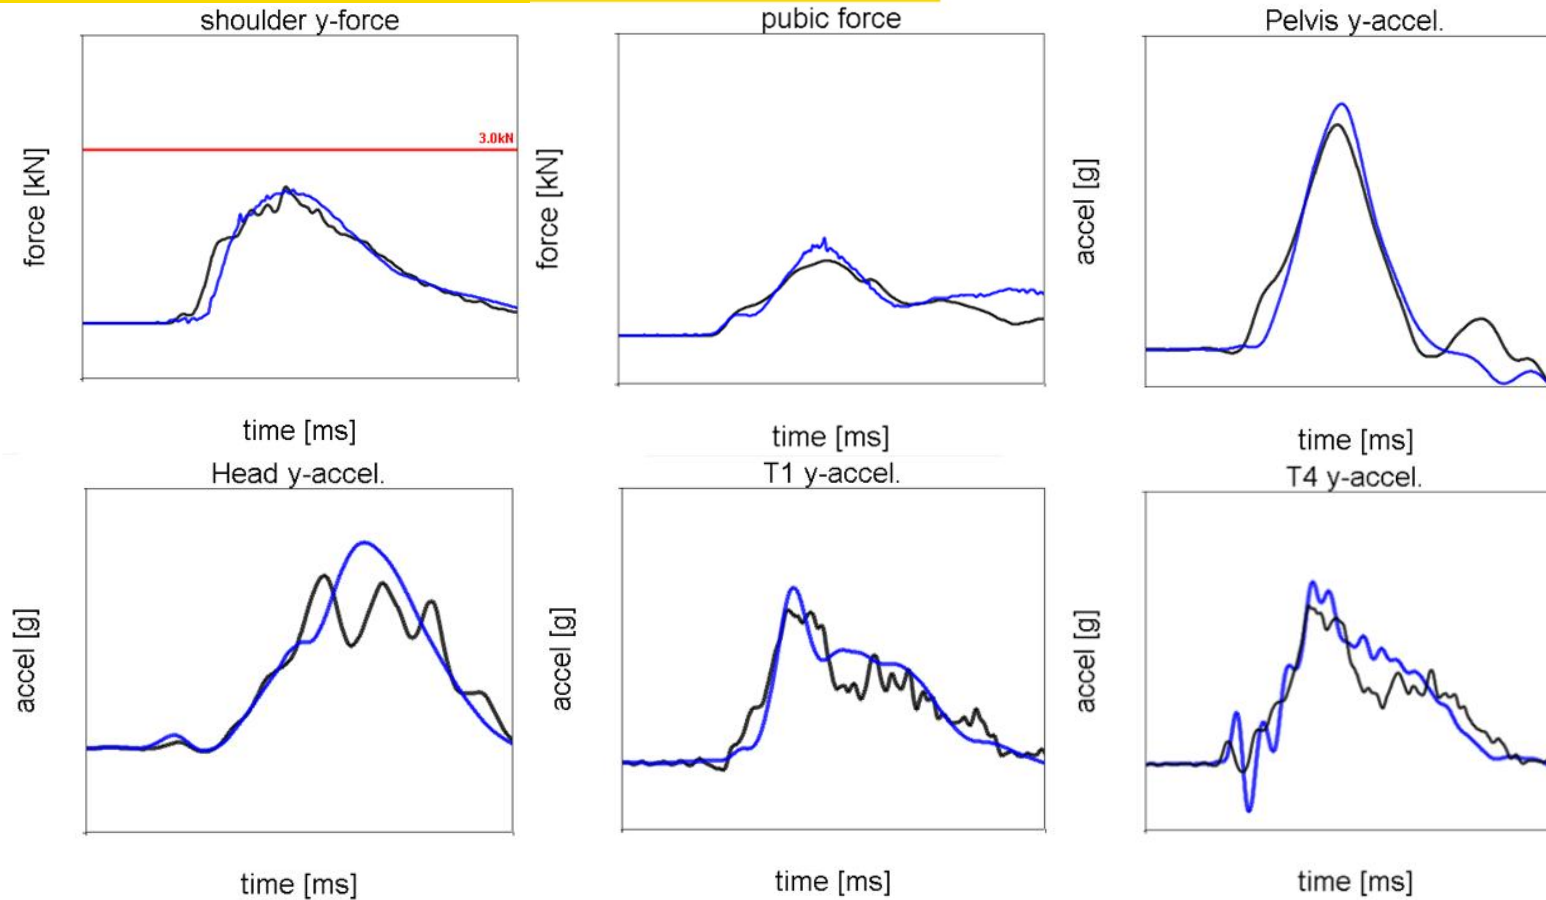 shoulder y-force
pubic force
Pelvis y-accel.
3.0kN
force [kN]
force [kN]
accel [g]
time [ms]
time [ms]
time [ms]
Head y-accel.
T1 y-accel.
T4 y-accel.
accel [g]
accel [g]
accel [g]
time [ms]
time [ms]
time [ms]